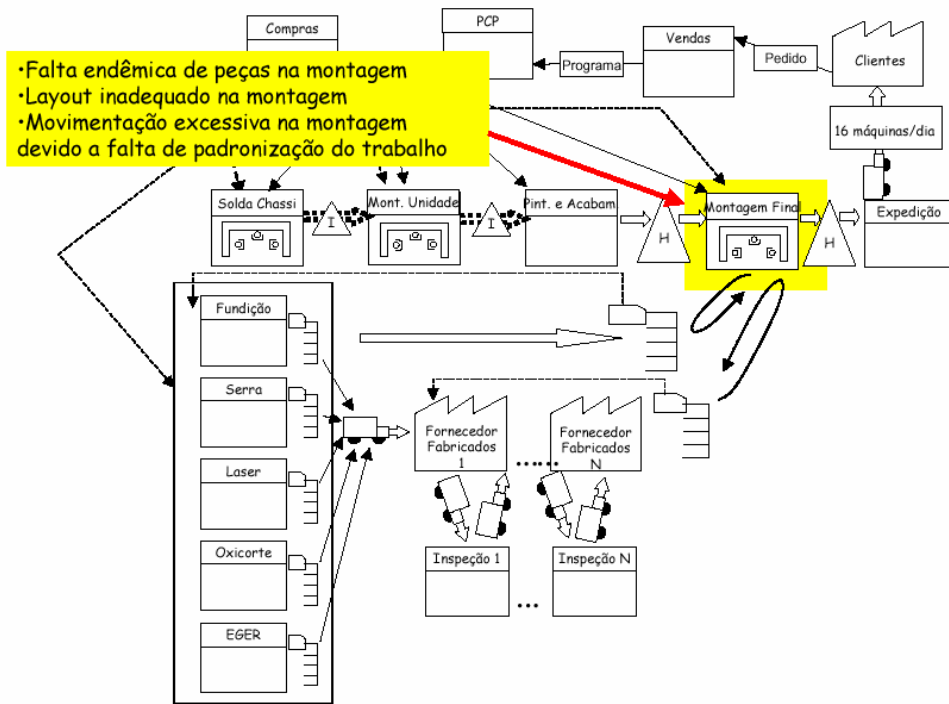 Compras
PCP
Vendas
Programa
Pedido
Clientes
•Falta endêmica de peças na montagem
•Layout inadequado na montagem
•Movimentação excessiva na montagem
devido a falta de padronização do trabalho
16 máquinas/dia
Solda Chassi
I
Mont. Unidade
I
Pint. e Acabam
H
Montagem Final
H
Expedição
Fundição
Serra
Laser
Oxicorte
EGER
Fornecedor
Fabricados
1
......
Fornecedor
Fabricados
N
Inspeção 1
...
Inspeção N